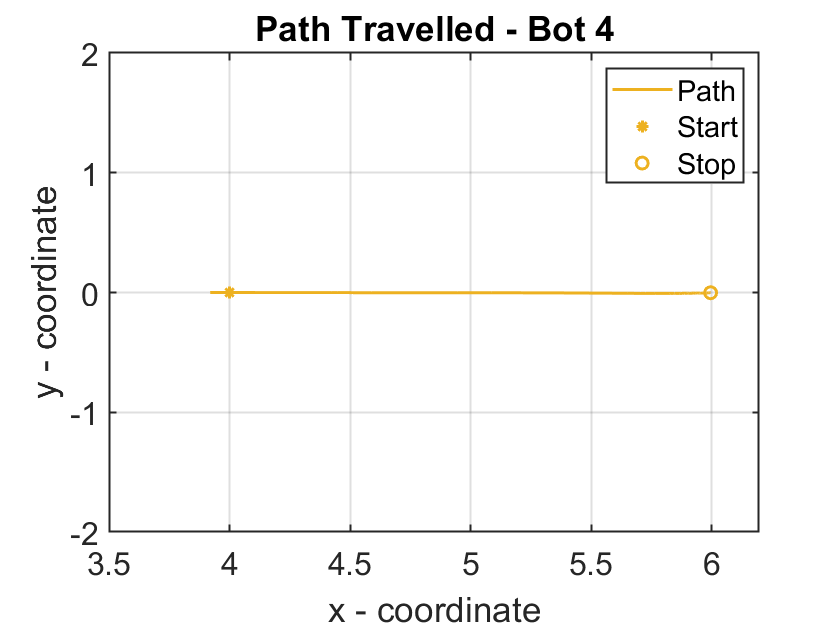 Path Travelled - Bot 4
2
1
0
-1
-2
y - coordinate
Path
Start
Stop
3.5 4 4.5 5 5.5 6
x - coordinate